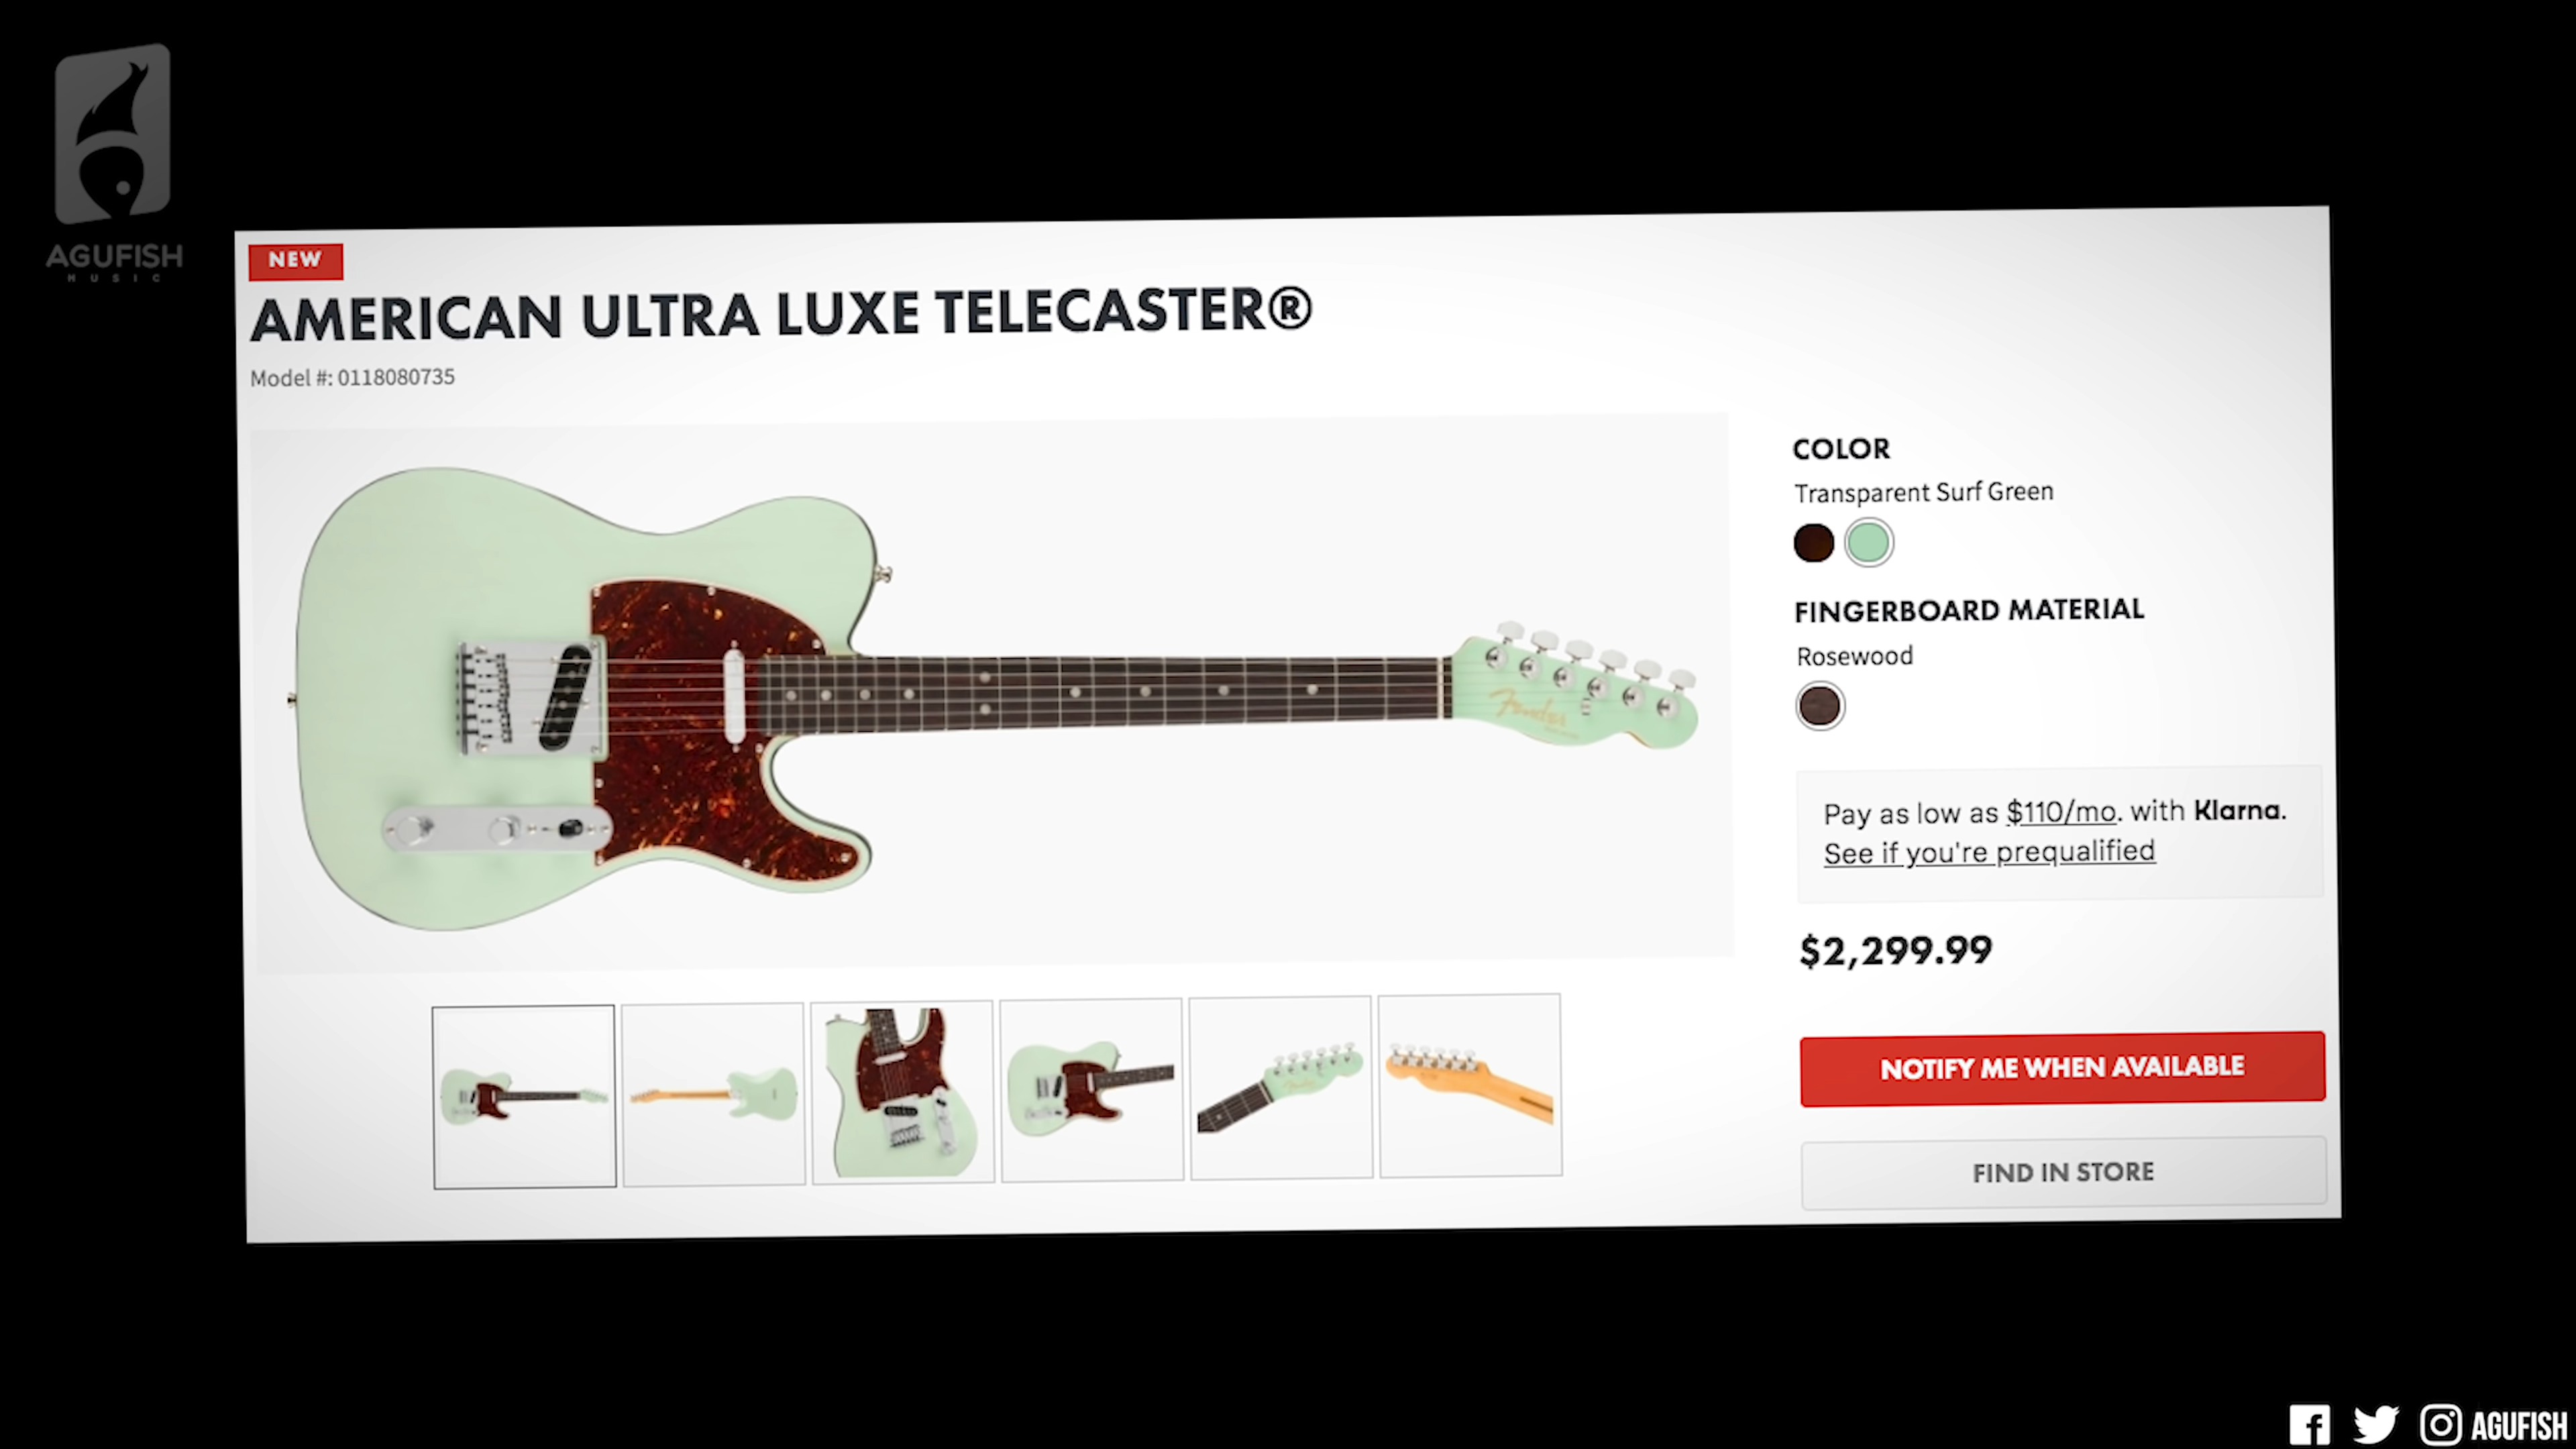 AGUFISH
MUSIC
NEW
AMERICAN ULTRA LUXE TELECASTER®
Model #: 0118080735
Fender
COLOR
Transparent Surf Green
FINGERBOARD MATERIAL
Rosewood
Pay as low as $110/mo. with Klarna.
See if you're prequalified
$2,299.99
NOTIFY ME WHEN AVAILABLE
FIND IN STORE
AGUFISH